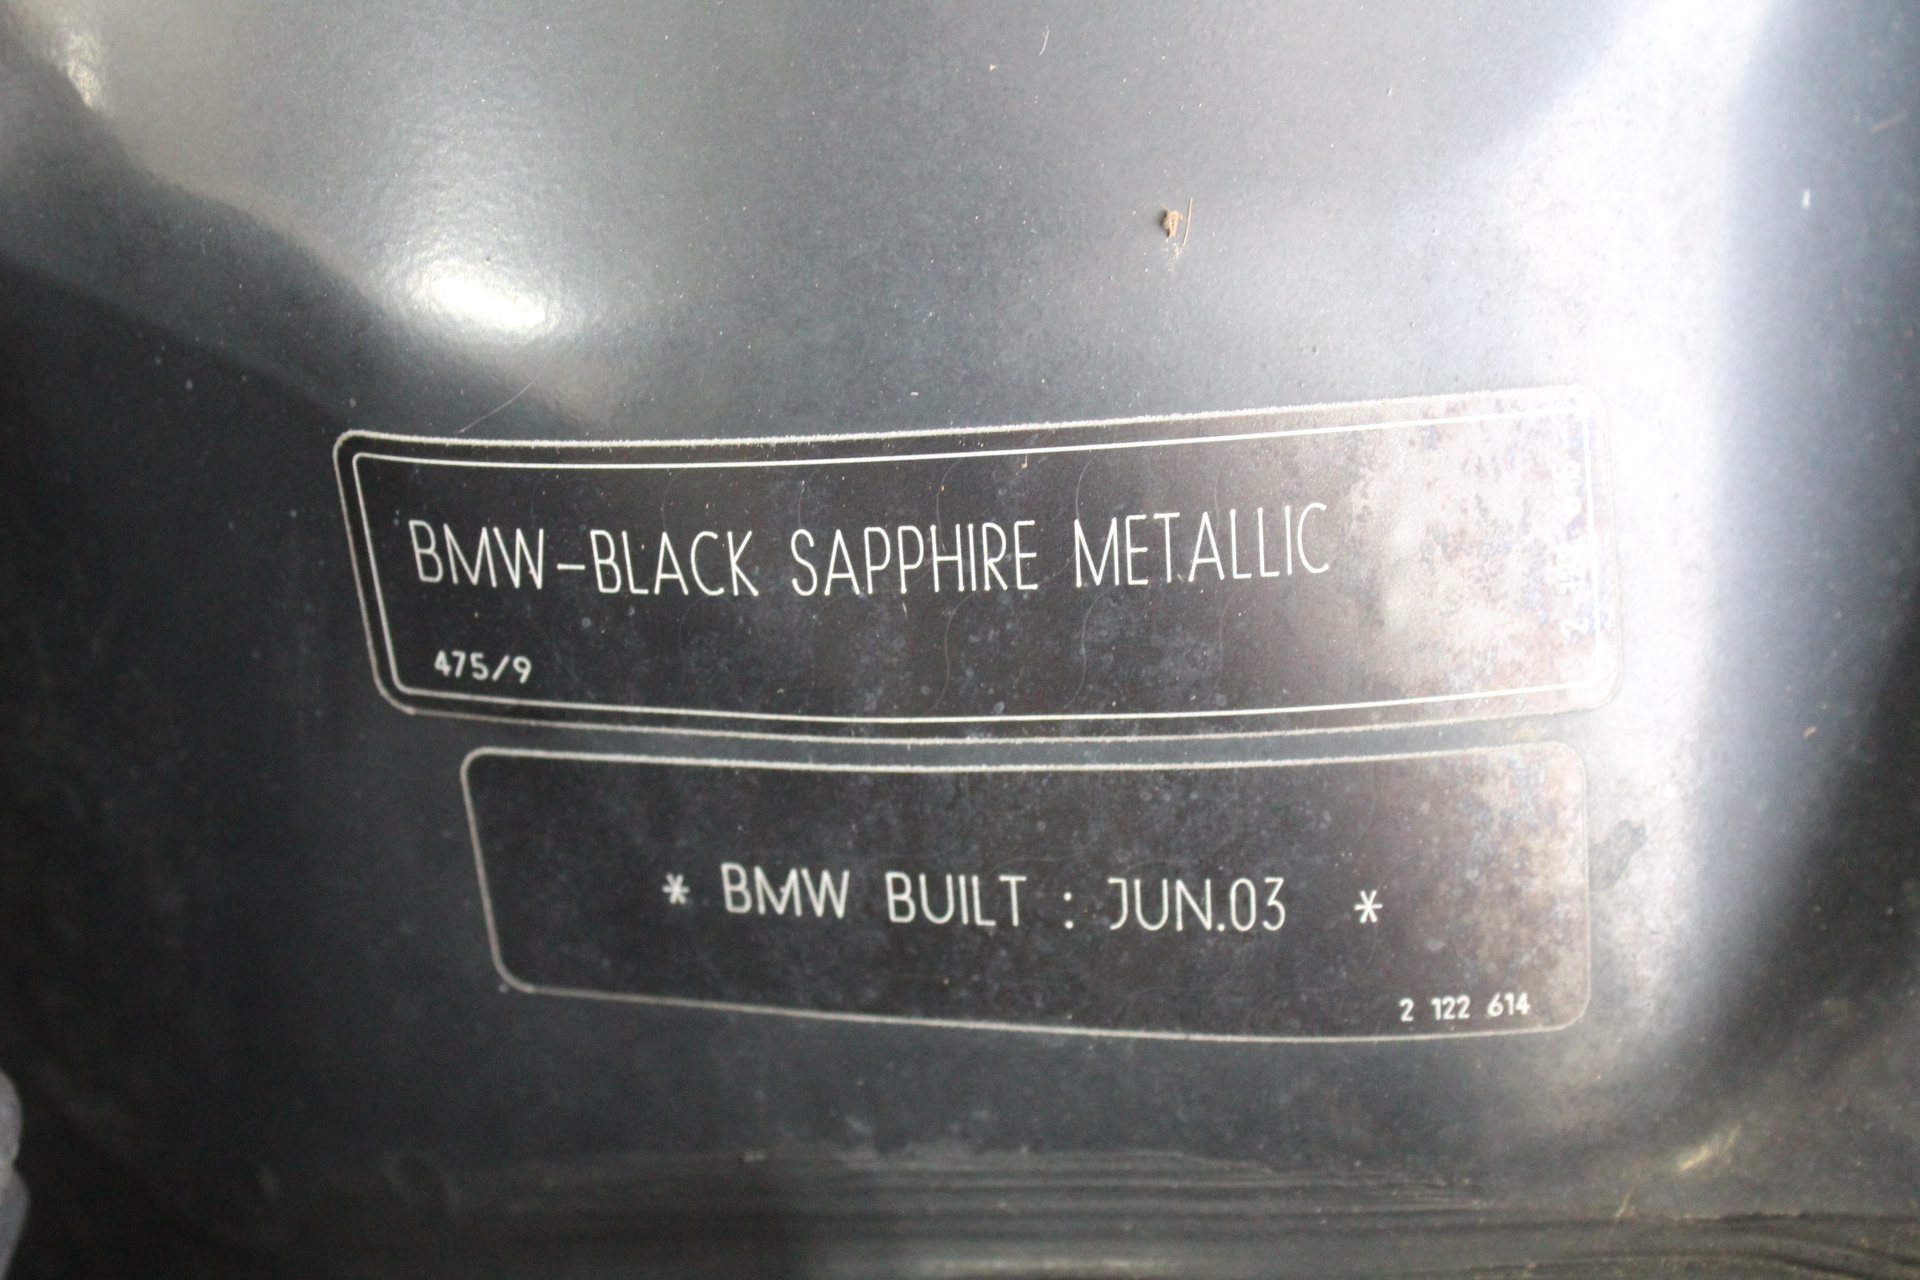 BMW-BLACK SAPPHIRE METALLIC
475/9
* BMW BUILT : JUN.03 *
2 122 614